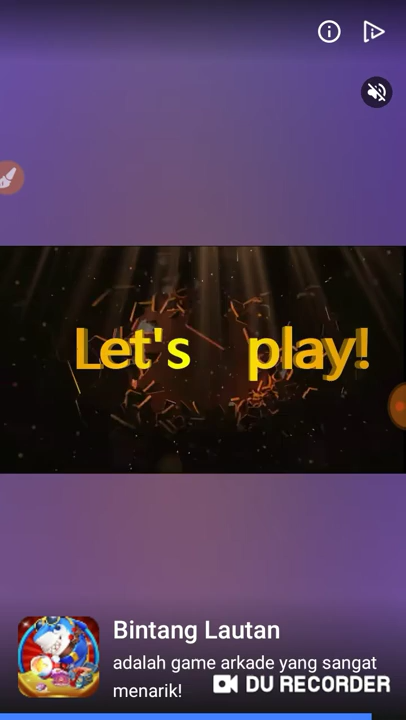 Let's play!
Bintang Lautan
adalah game arkade yang sangat
menarik!
DU RECORDER